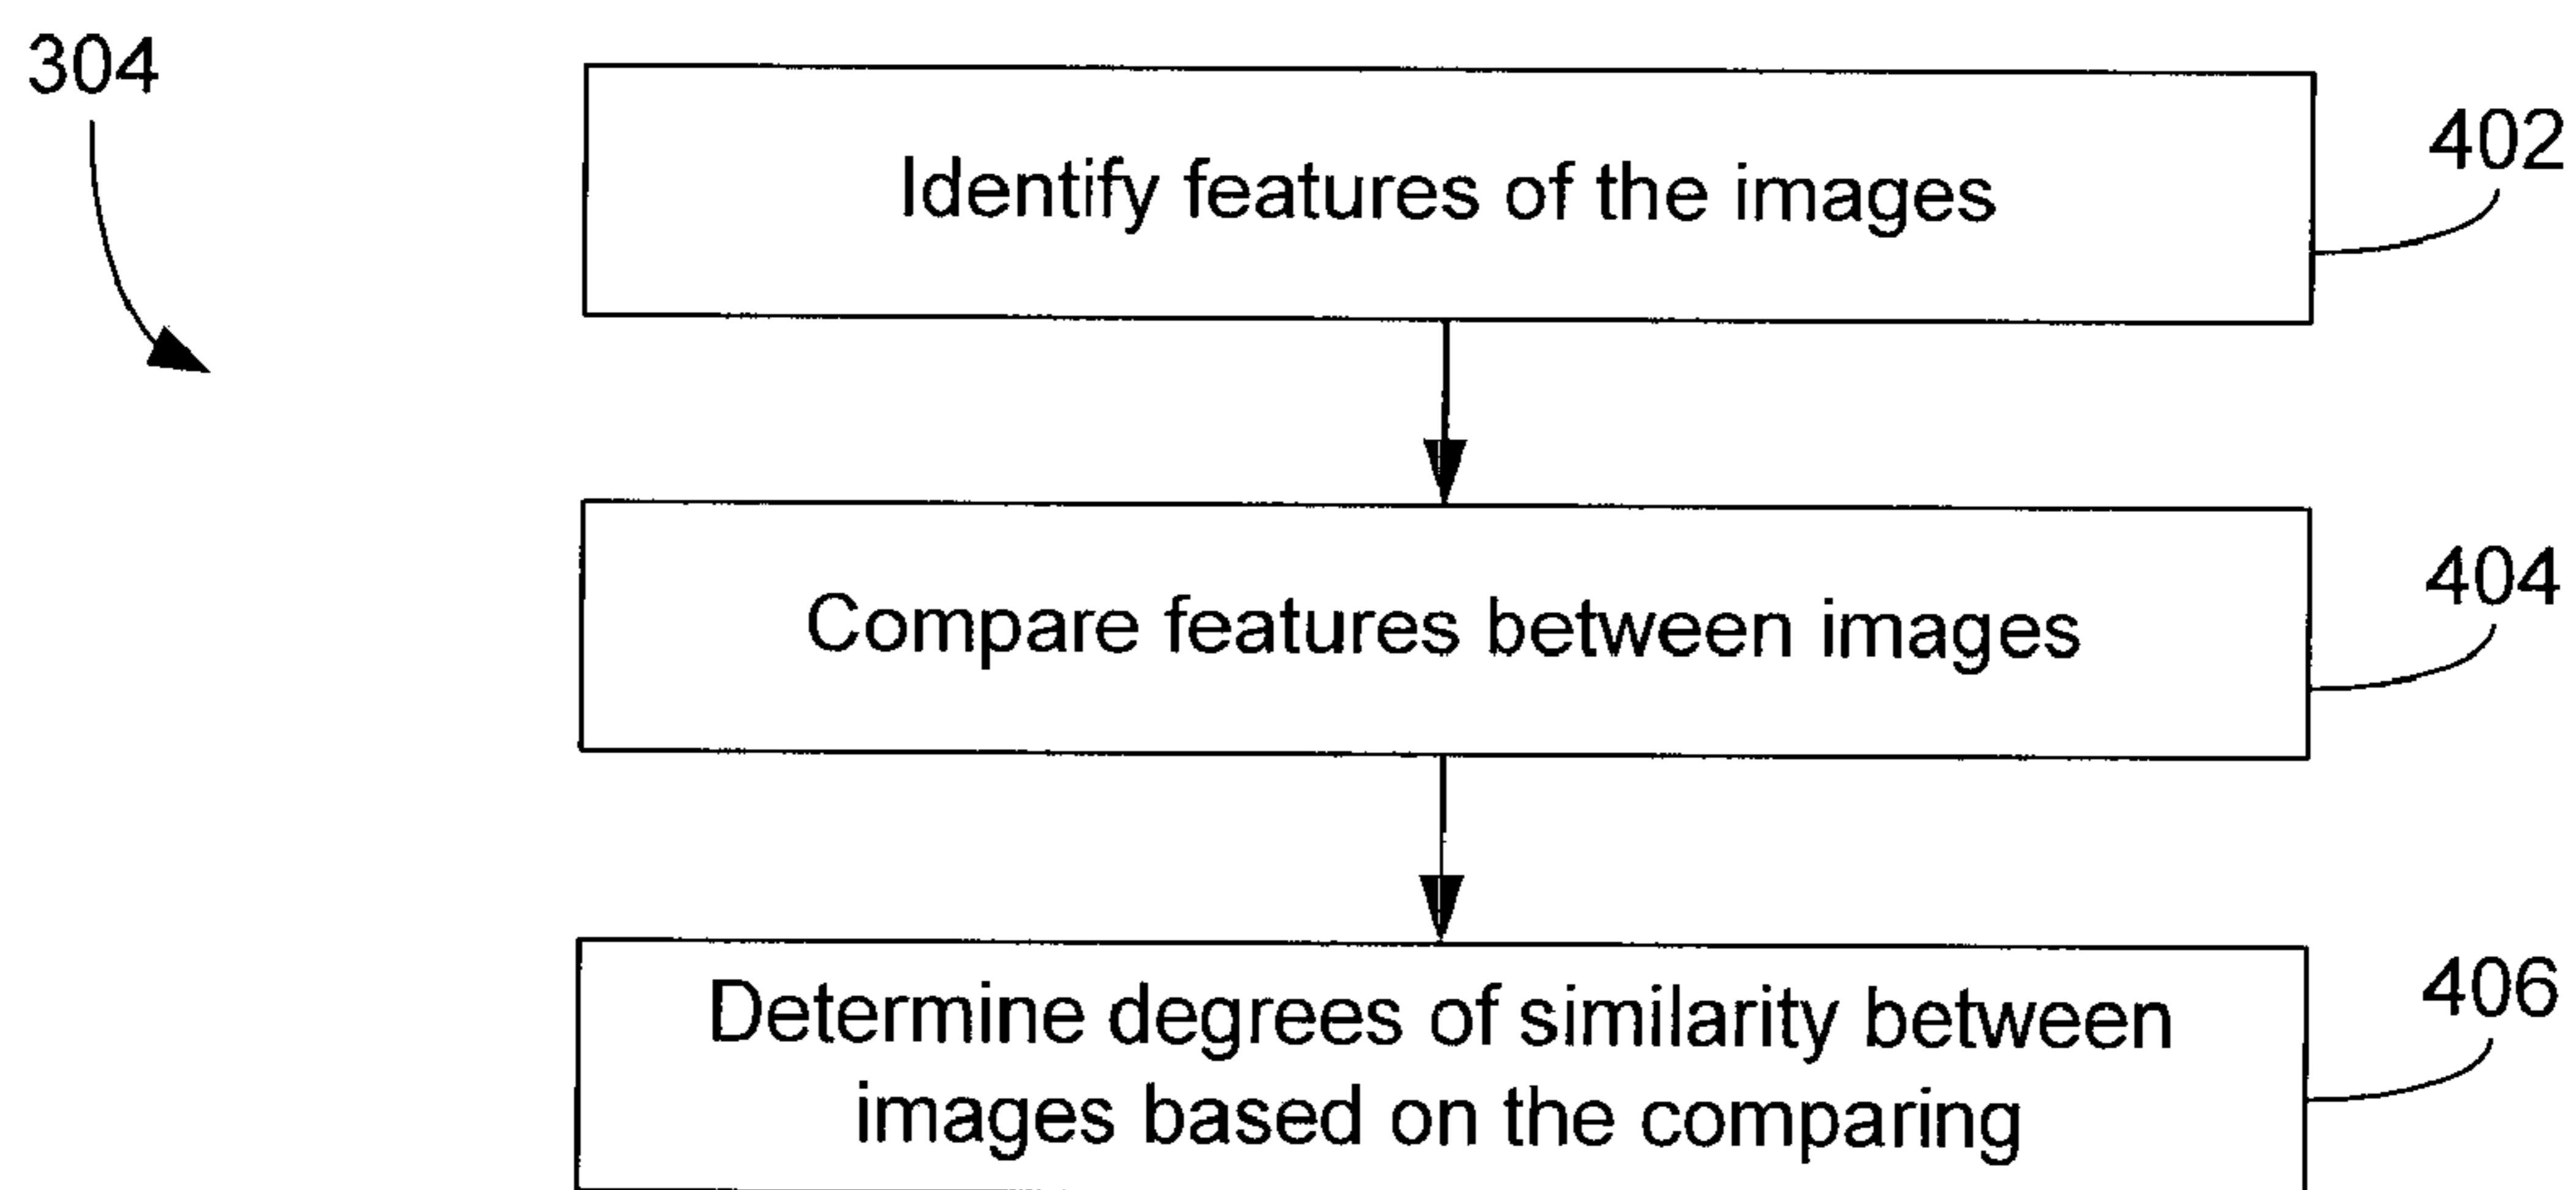 304
Identify features of the images
402
Compare features between images
404
Determine degrees of similarity between
images based on the comparing
406